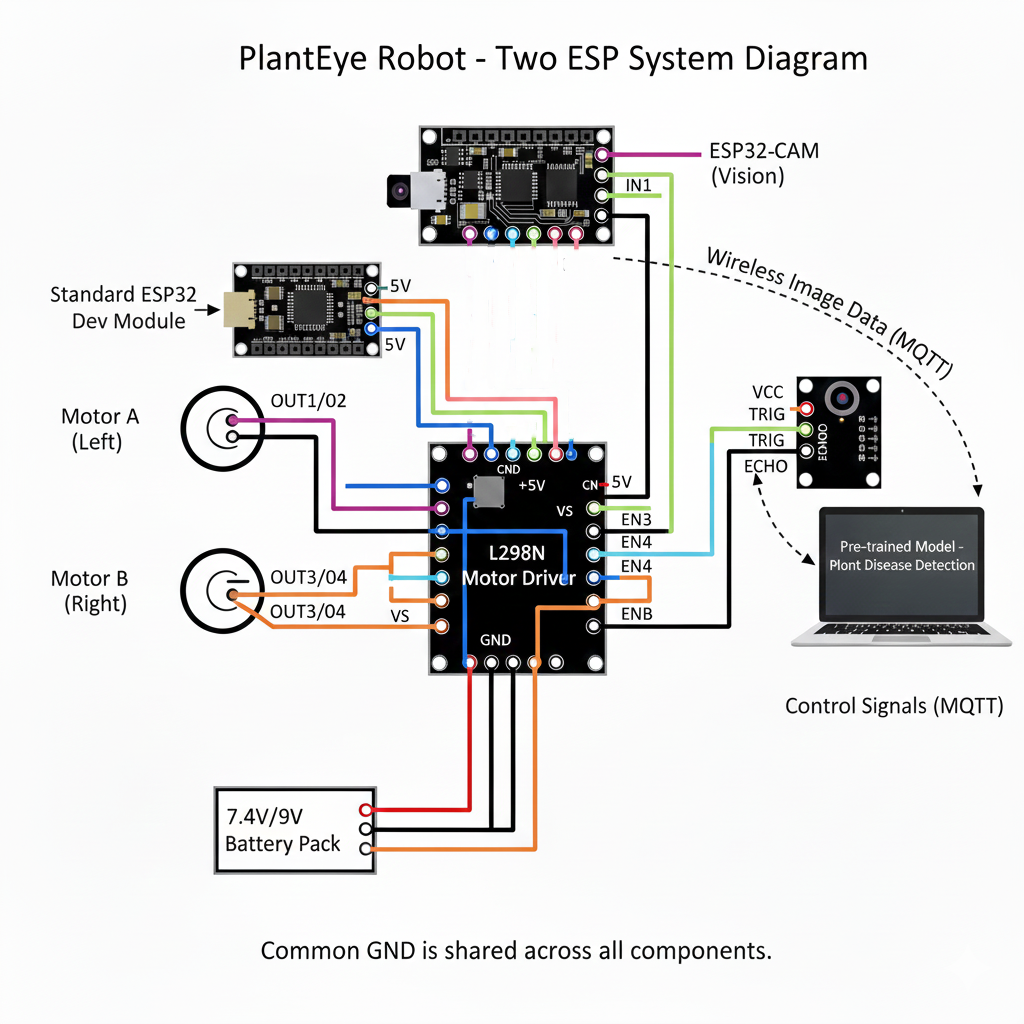 PlantEye Robot - Two ESP System Diagram
ESP32-CAM
(Vision)
IN1
Wireless Image Data (MQTT)
Standard ESP32
Dev Module
5V
5V
Motor A
(Left)
OUT1/02
VCC
TRIG
TRIG
ECHO
CND
+5V
CN
5V
VS
EN3
EN4
EN4
ENB
L298N
Motor Driver
Motor B
(Right)
OUT3/04
OUT3/04
VS
GND
Pre-trained Model -
Plont Disease Detection
Control Signals (MQTT)
7.4V/9V
Battery Pack
Common GND is shared across all components.